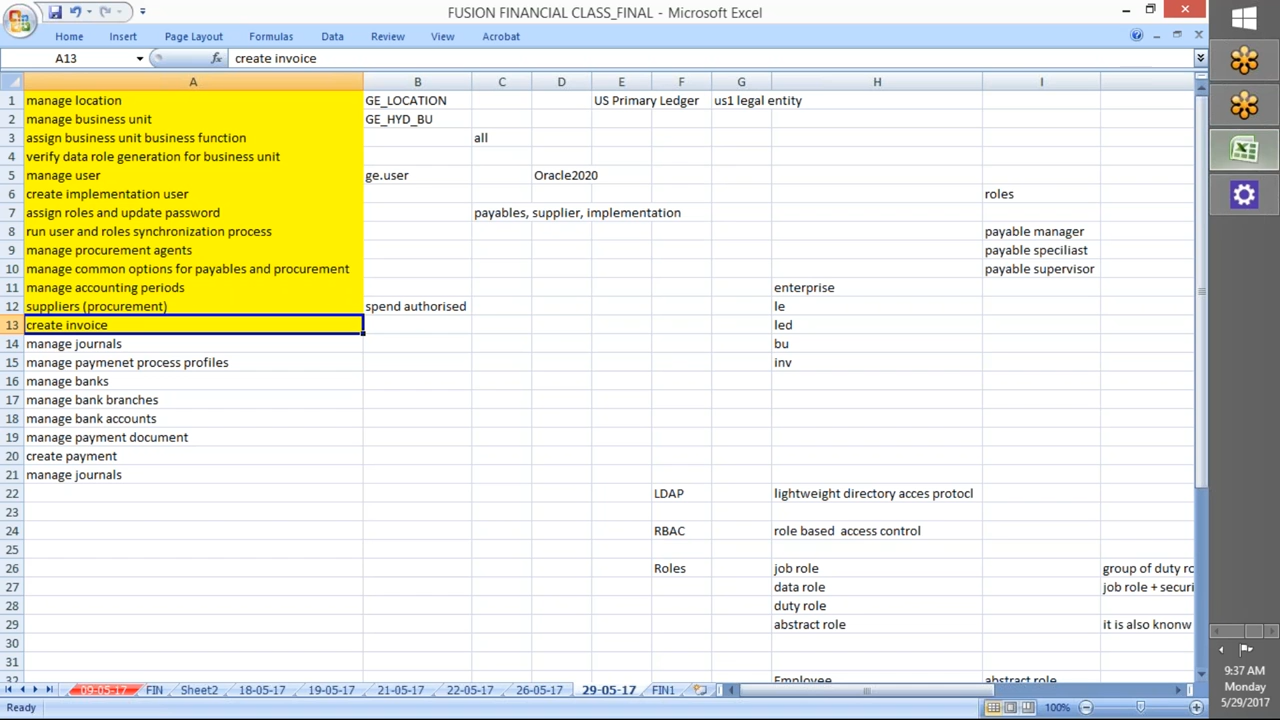 FUSION FINANCIAL CLASS_FINAL - Microsoft Excel
Home Insert Page Layout Formulas Data Review View Acrobat
A13 fx create invoice
A B C D E F G H I
1 manage location GE_LOCATION US Primary Ledger us1 legal entity
2 manage business unit GE_HYD_BU
3 assign business unit business function all
4 verify data role generation for business unit
5 manage user ge.user Oracle2020
6 create implementation user roles
7 assign roles and update password payables, supplier, implementation
8 run user and roles synchronization process payable manager
9 manage procurement agents payable speciliast
10 manage common options for payables and procurement payable supervisor
11 manage accounting periods enterprise
12 suppliers (procurement) spend authorised le
13 create invoice led
14 manage journals bu
15 manage paymenet process profiles inv
16 manage banks
17 manage bank branches
18 manage bank accounts
19 manage payment document
20 create payment
21 manage journals
22 LDAP lightweight directory acces protocl
23
24 RBAC role based  access control
25
26 Roles job role group of duty rc
27 data role job role + securi
28 duty role
29 abstract role it is also knonw
30
31
32 Employee abstract role
09-05-17 FIN Sheet2 18-05-17 19-05-17 21-05-17 22-05-17 26-05-17 29-05-17 FIN1
Ready 100%
9:37 AM
Monday
5/29/2017